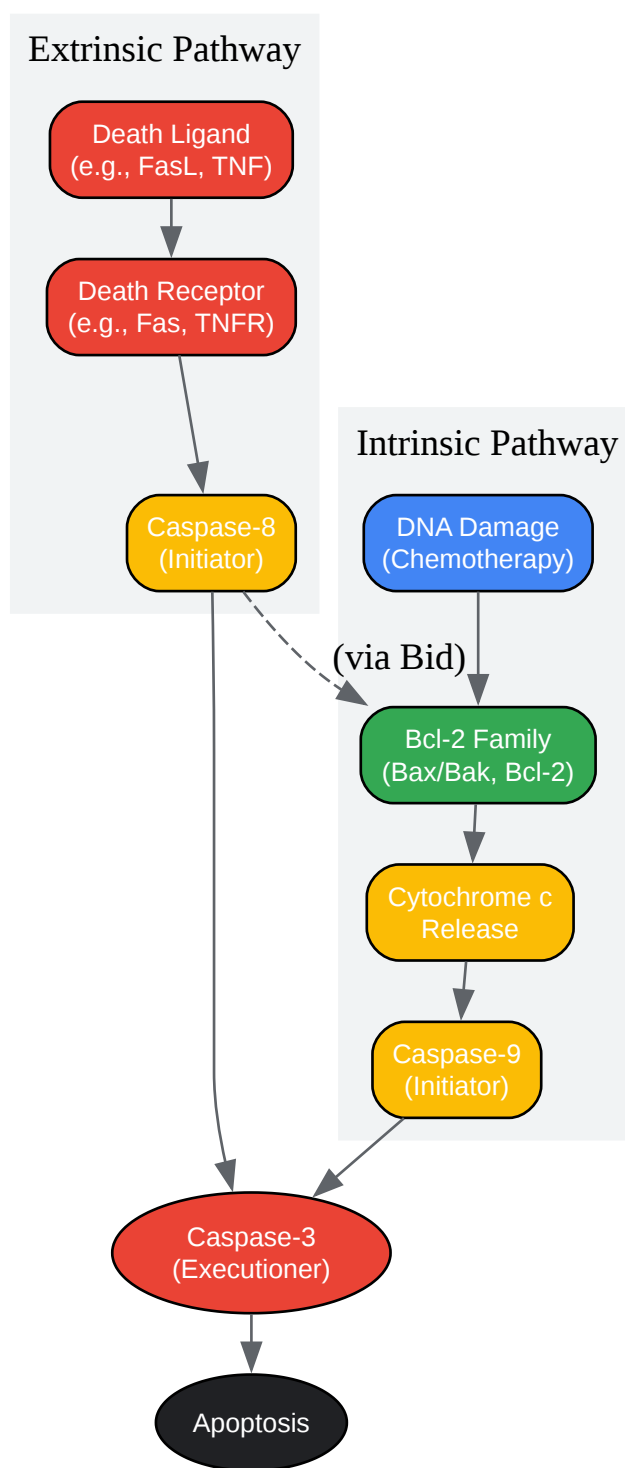 Extrinsic Pathway
Death Ligand
(e.g., FasL, TNF)
Death Receptor
(e.g., Fas, TNFR)
Caspase-8
(Initiator)
Intrinsic Pathway
DNA Damage
(Chemotherapy)
(via Bid)
Bcl-2 Family
(Bax/Bak, Bcl-2)
Cytochrome c
Release
Caspase-9
(Initiator)
Caspase-3
(Executioner)
Apoptosis